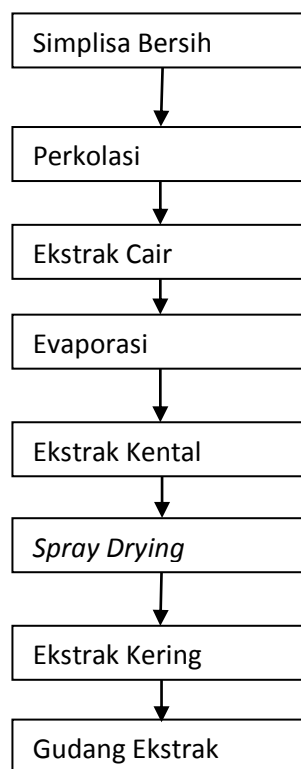 Simplisa Bersih
Perkolasi
Ekstrak Cair
Evaporasi
Ekstrak Kental
Spray Drying
Ekstrak Kering
Gudang Ekstrak